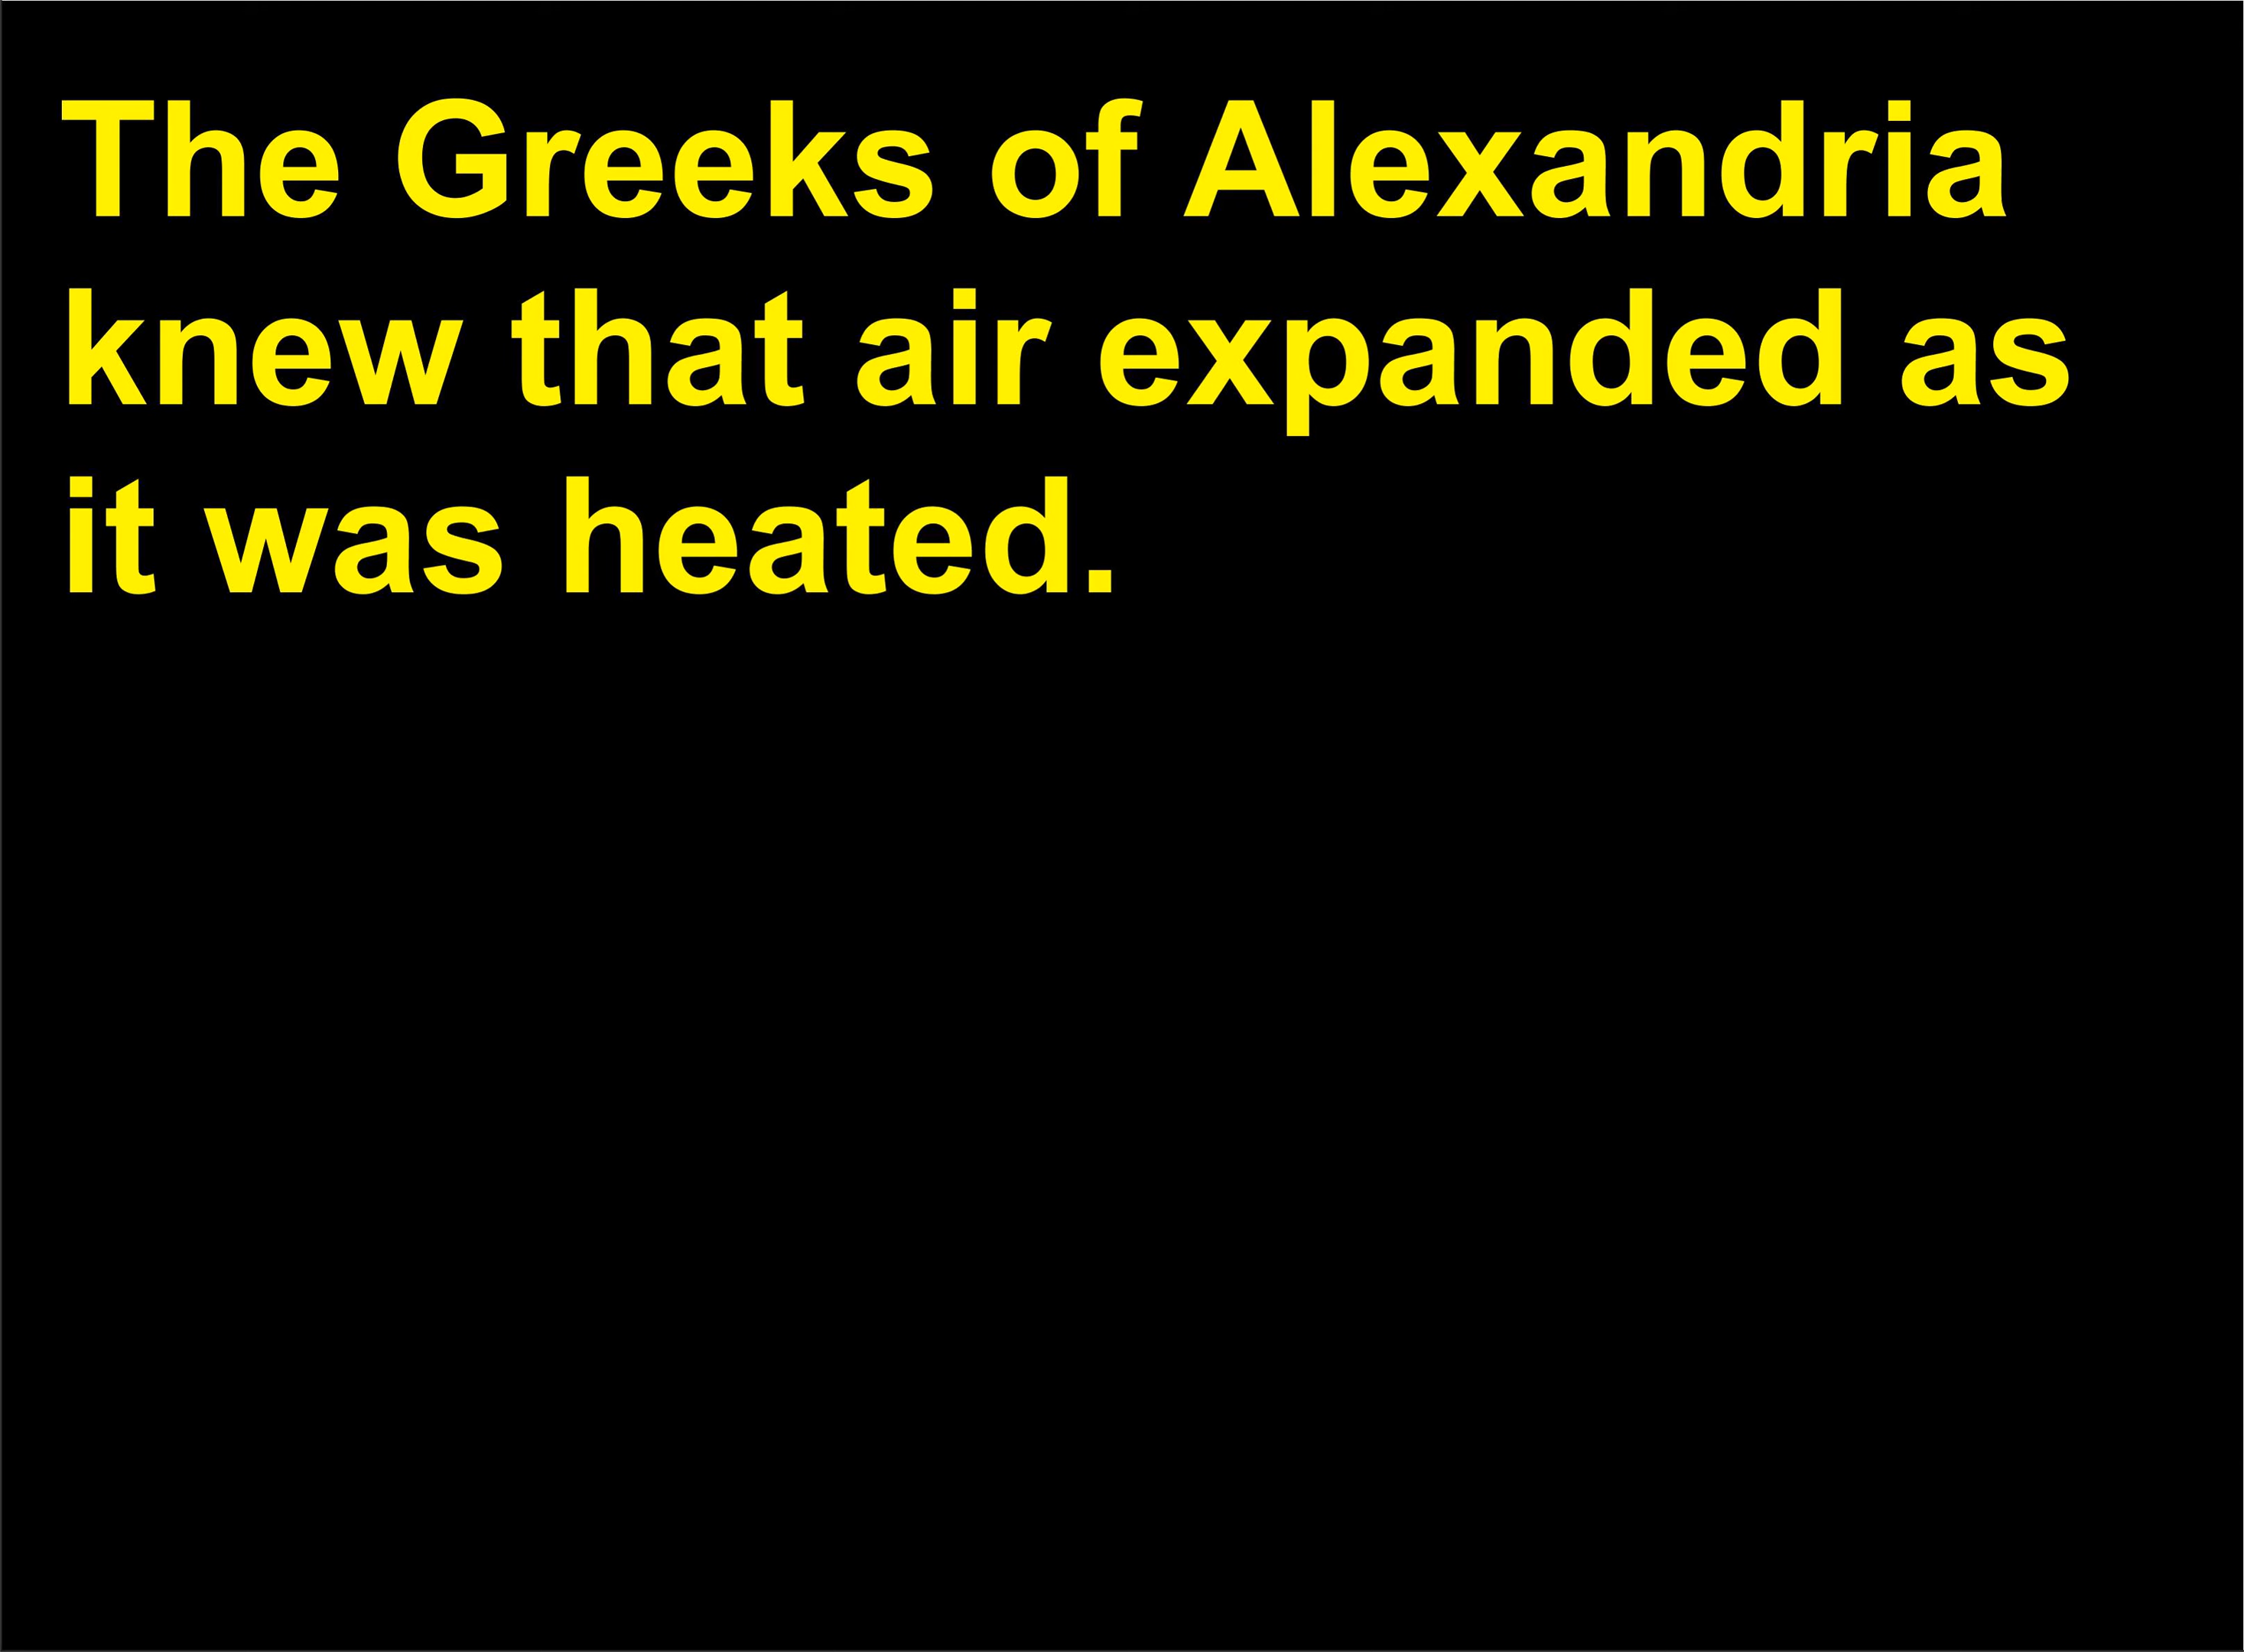 The Greeks of Alexandria
knew that air expanded as
it was heated.